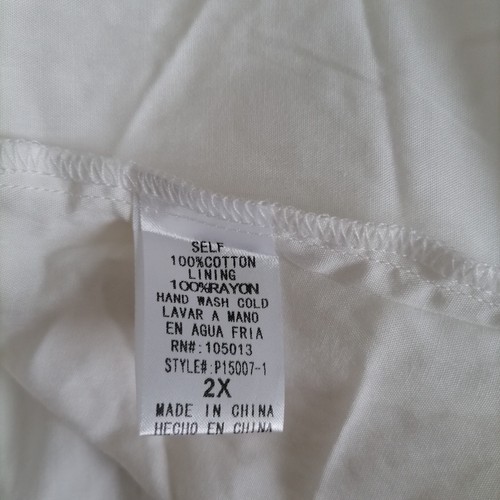 SELF
100%COTTON
LINING
100%RAYON
HAND WASH COLD
LAVAR A MANO
EN AGUA FRIA
RN#:105013
STYLE#:P15007-1
2X
MADE IN CHINA
HECHO EN CHINA